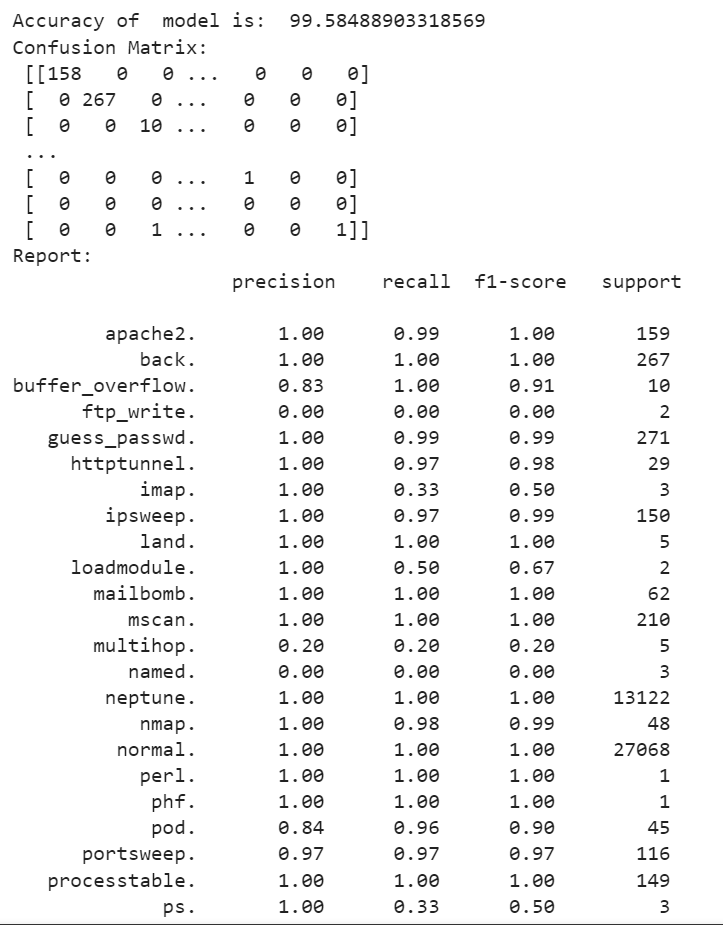 Accuracy of  model is:  99.58488903318569
Confusion Matrix:
 [[158   0   0 ...   0   0   0]
 [  0 267   0 ...   0   0   0]
 [  0   0  10 ...   0   0   0]
 ...
 [  0   0   0 ...   1   0   0]
 [  0   0   0 ...   0   0   0]
 [  0   0   1 ...   0   0   1]]
Report:
                   precision    recall  f1-score   support

        apache2.       1.00      0.99      1.00       159
           back.       1.00      1.00      1.00       267
buffer_overflow.       0.83      1.00      0.91        10
      ftp_write.       0.00      0.00      0.00         2
   guess_passwd.       1.00      0.99      0.99       271
     httptunnel.       1.00      0.97      0.98        29
           imap.       1.00      0.33      0.50         3
        ipsweep.       1.00      0.97      0.99       150
           land.       1.00      1.00      1.00         5
     loadmodule.       1.00      0.50      0.67         2
       mailbomb.       1.00      1.00      1.00        62
          mscan.       1.00      1.00      1.00       210
       multihop.       0.20      0.20      0.20         5
          named.       0.00      0.00      0.00         3
        neptune.       1.00      1.00      1.00     13122
           nmap.       1.00      0.98      0.99        48
         normal.       1.00      1.00      1.00     27068
           perl.       1.00      1.00      1.00         1
            phf.       1.00      1.00      1.00         1
            pod.       0.84      0.96      0.90        45
      portsweep.       0.97      0.97      0.97       116
   processtable.       1.00      1.00      1.00       149
             ps.       1.00      0.33      0.50         3